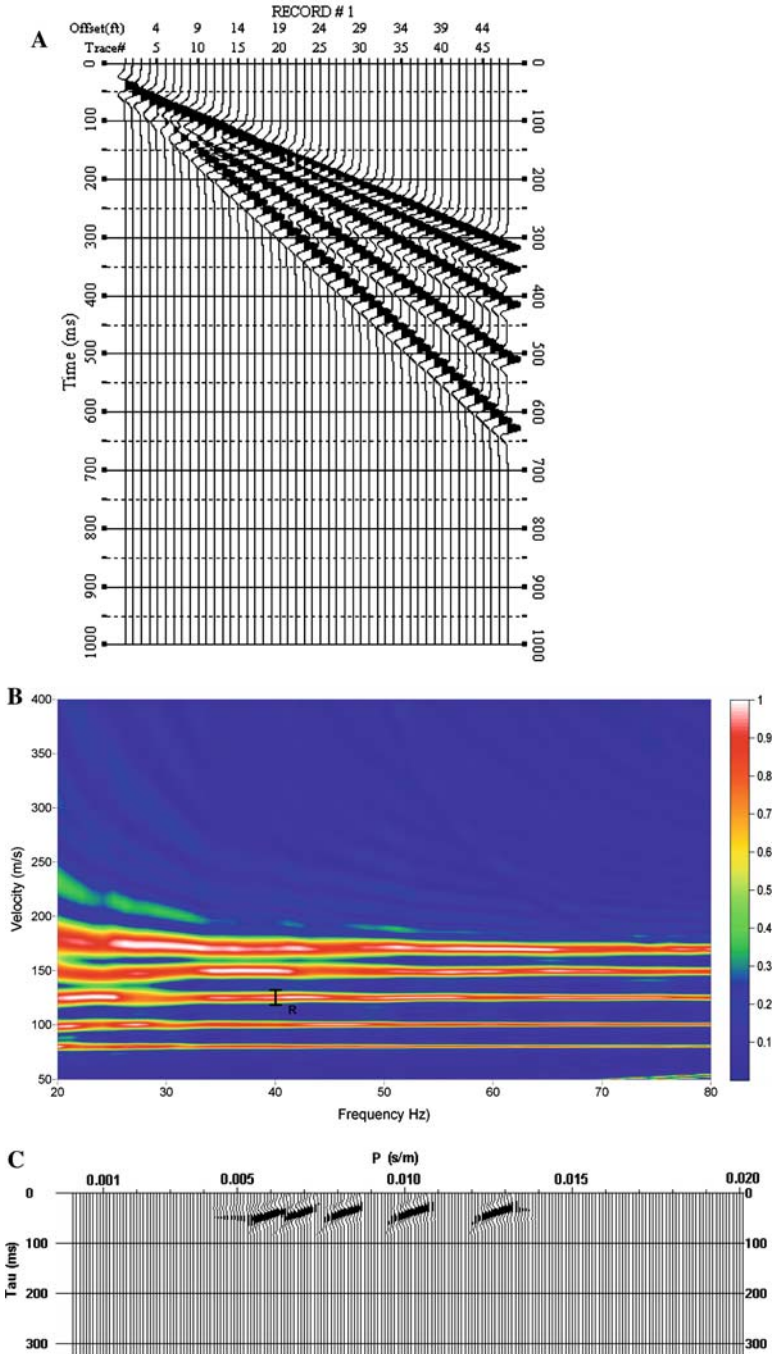 A
RECORD # 1
Offset(ft) 4 9 14 19 24 29 34 39 44
Trace# 5 10 15 20 25 30 35 40 45
0 0
100 100
200 200
300 300
400 400
500 500
600 600
700 700
800 800
900 900
1000 1000
Time (ms)
B
400
350
300
250
200
150
100
50
Velocity (m/s)
R
20 30 40 50 60 70 80
Frequency Hz)
1
0.9
0.8
0.7
0.6
0.5
0.4
0.3
0.2
0.1
C
P (s/m)
0.001 0.005 0.010 0.015 0.020
0 0
100 100
200 200
300 300
Tau (ms)